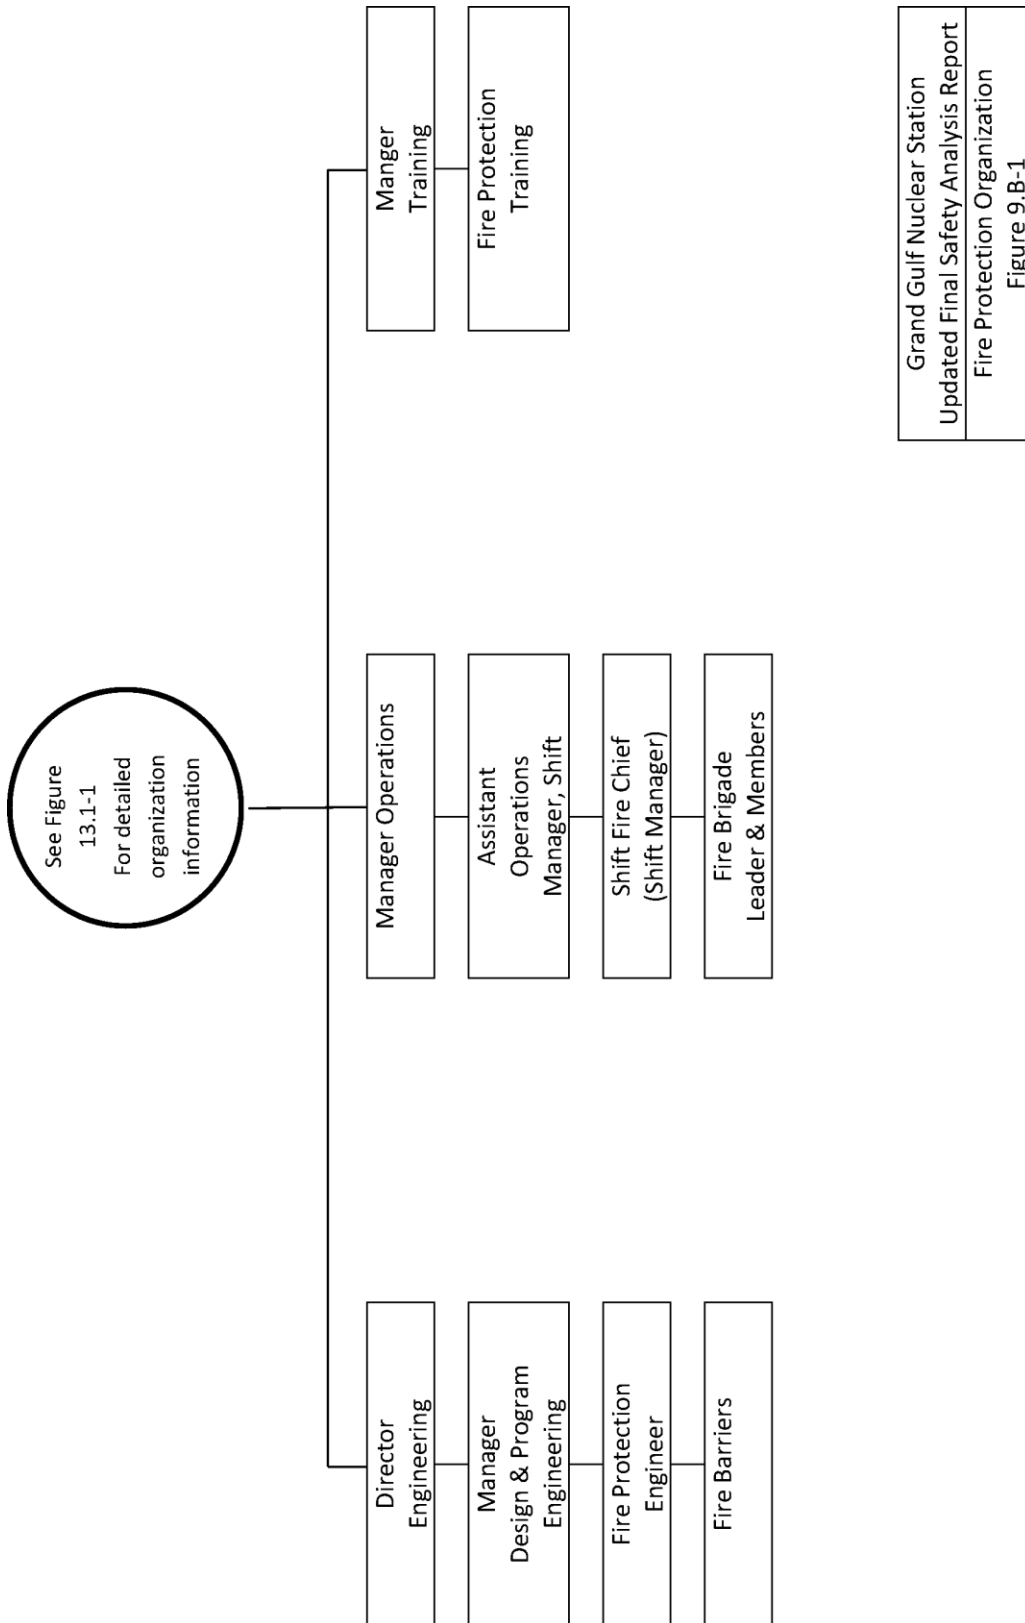 See Figure
13.1-1
For detailed
organization
information
Director
Engineering
Manager
Design & Program
Engineering
Fire Protection
Engineer
Fire Barriers
Manager Operations
Assistant
Operations
Manager, Shift
Shift Fire Chief
(Shift Manager)
Fire Brigade
Leader & Members
Manger
Training
Fire Protection
Training
Grand Gulf Nuclear Station
Updated Final Safety Analysis Report
Fire Protection Organization
Figure 9.B-1